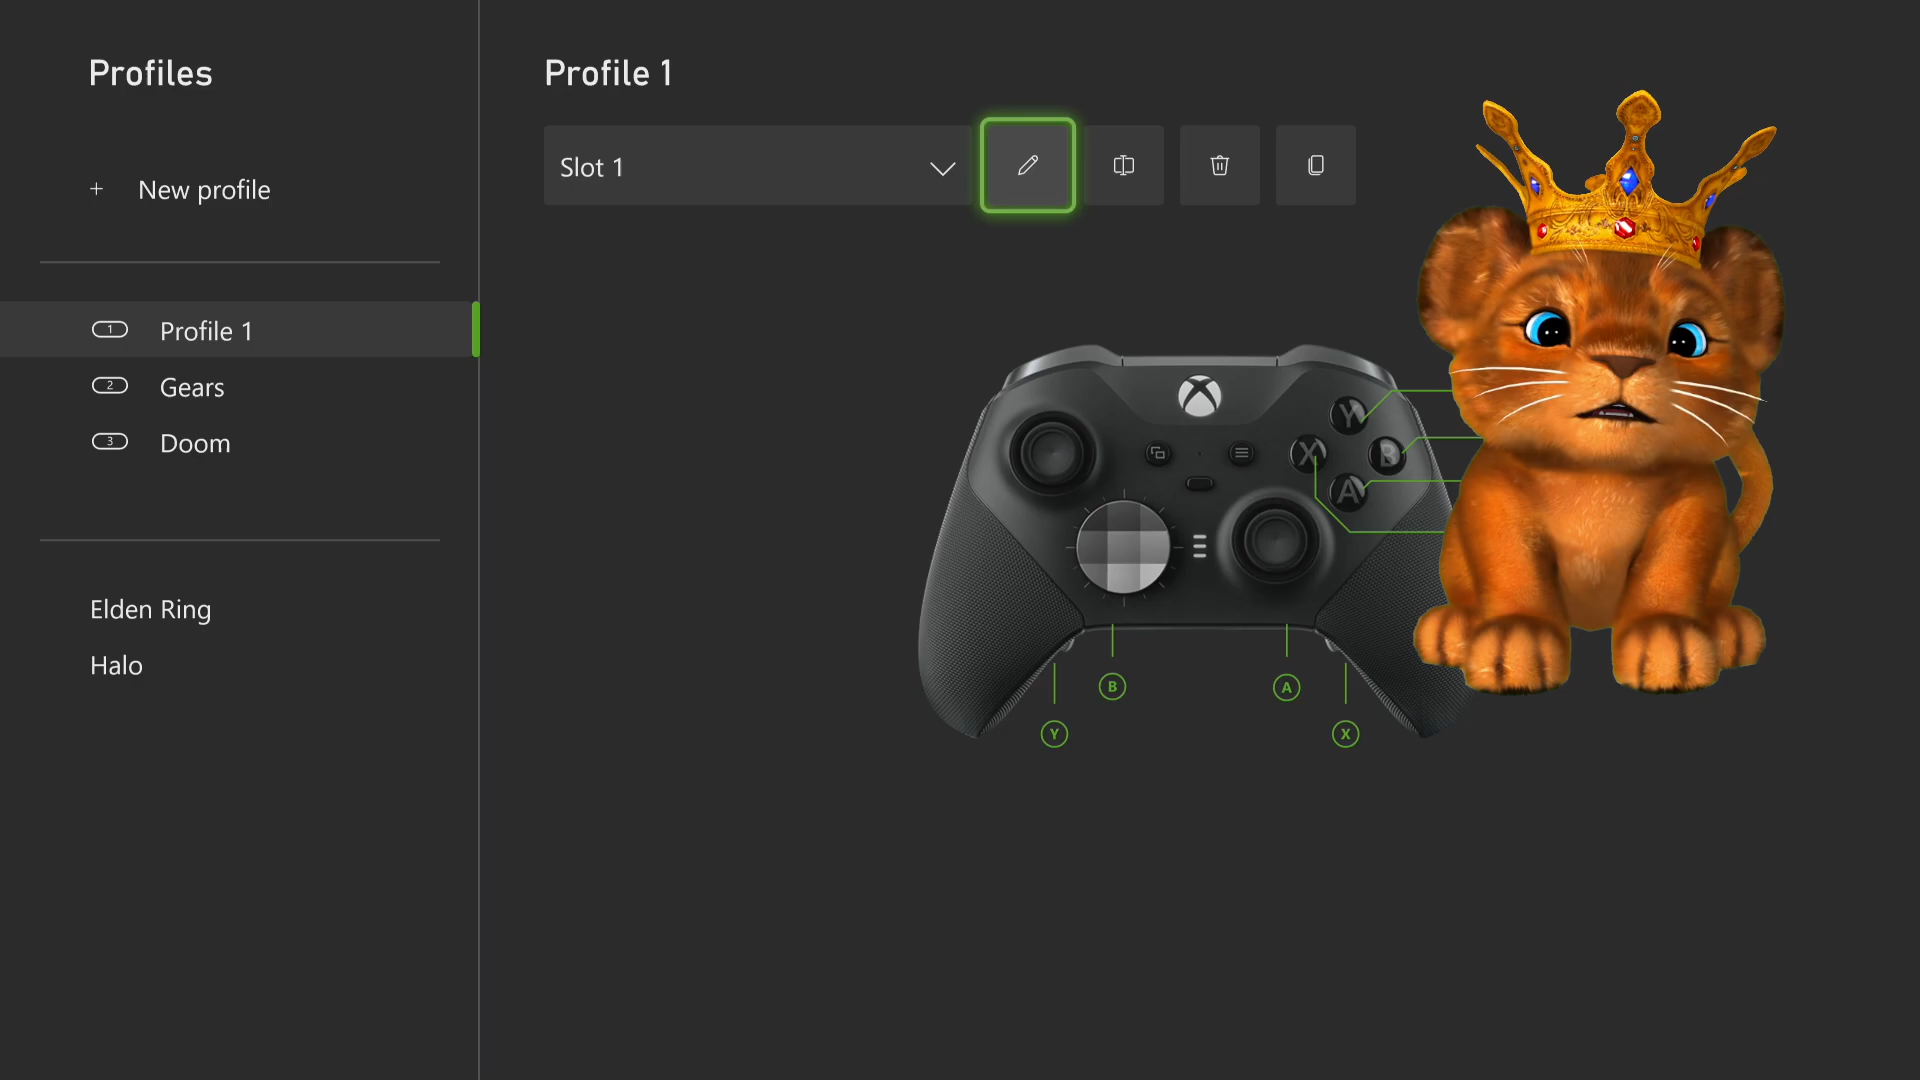 Profiles
+ New profile
1 Profile 1
2 Gears
3 Doom
Elden Ring
Halo
Profile 1
Slot 1
Y
X B
A
B A
Y X